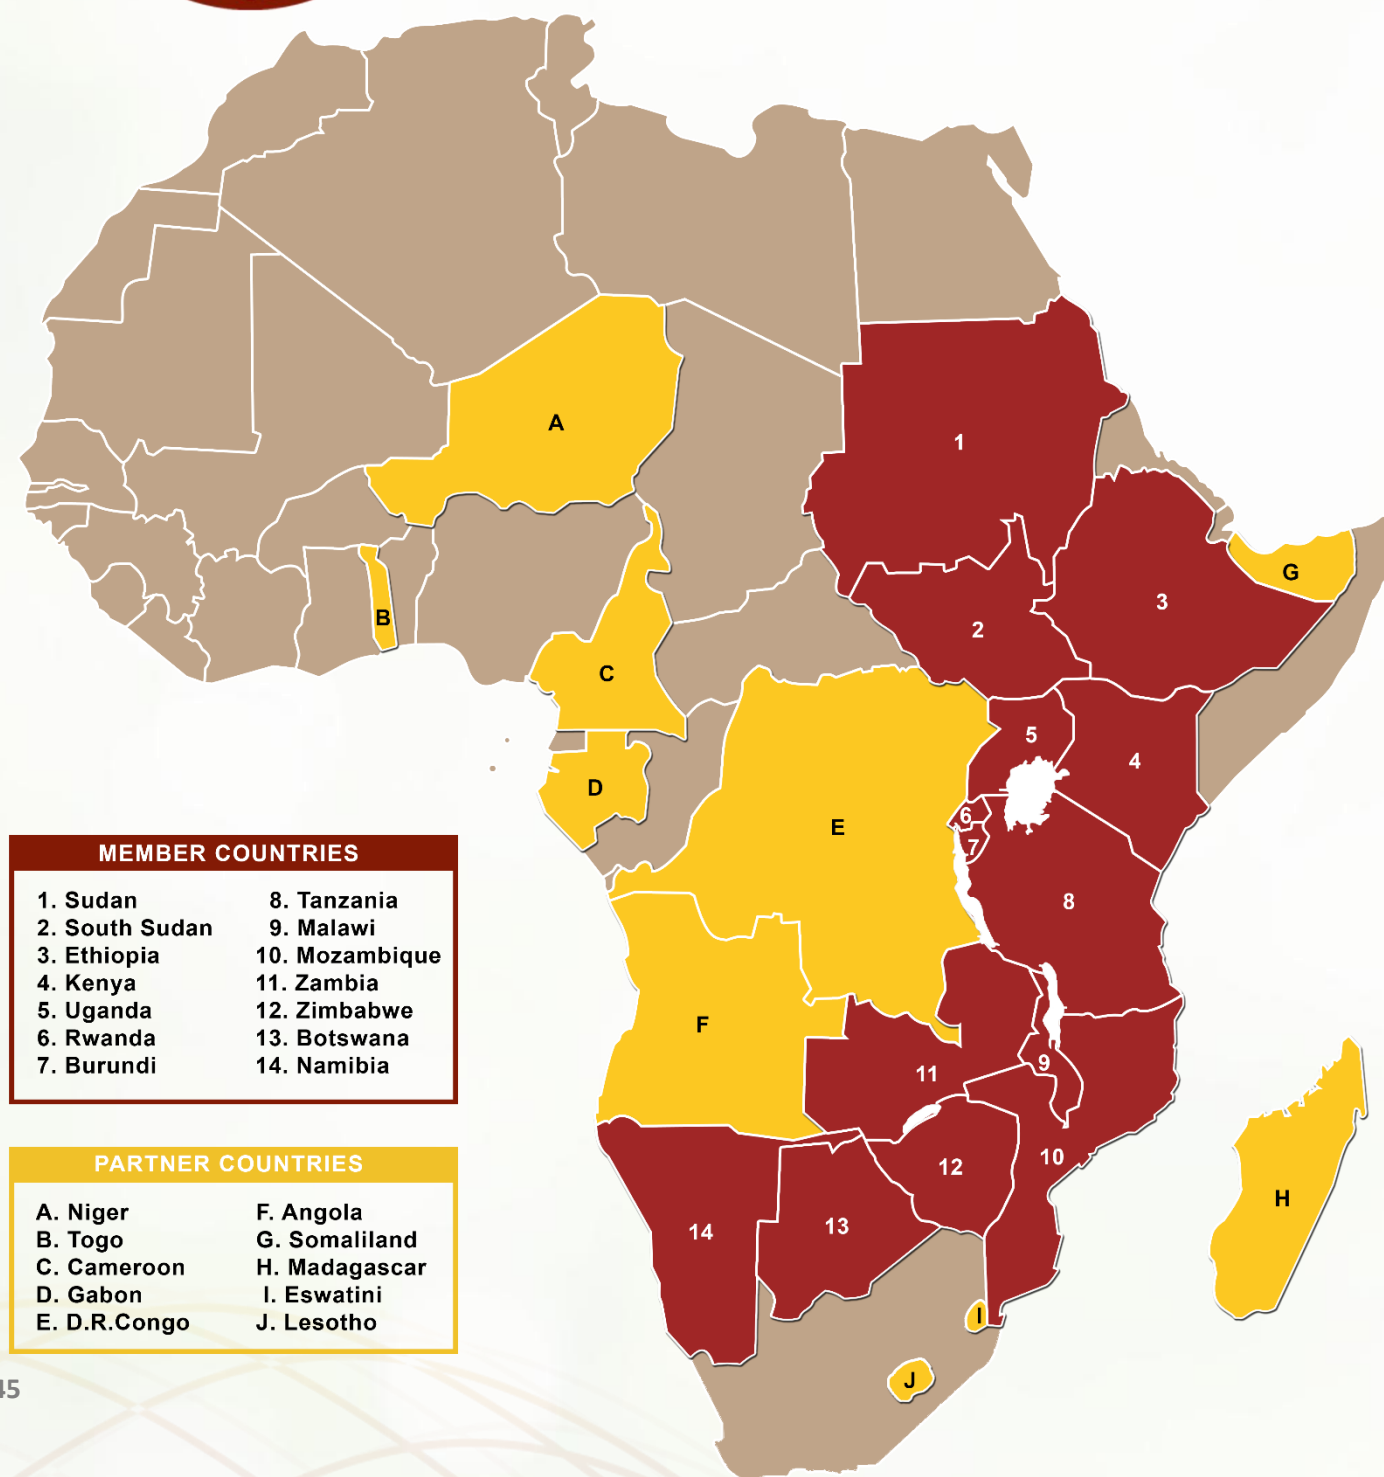 A
1
G
3
B
2
C
5
4
D
6
E
7
MEMBER COUNTRIES
1. Sudan
2. South Sudan
3. Ethiopia
4. Kenya
5. Uganda
6. Rwanda
7. Burundi
8. Tanzania
9. Malawi
10. Mozambique
11. Zambia
12. Zimbabwe
13. Botswana
14. Namibia
8
F
9
11
10
12
H
14
13
I
J
PARTNER COUNTRIES
A. Niger
B. Togo
C. Cameroon
D. Gabon
E. D.R.Congo
F. Angola
G. Somaliland
H. Madagascar
I. Eswatini
J. Lesotho
45